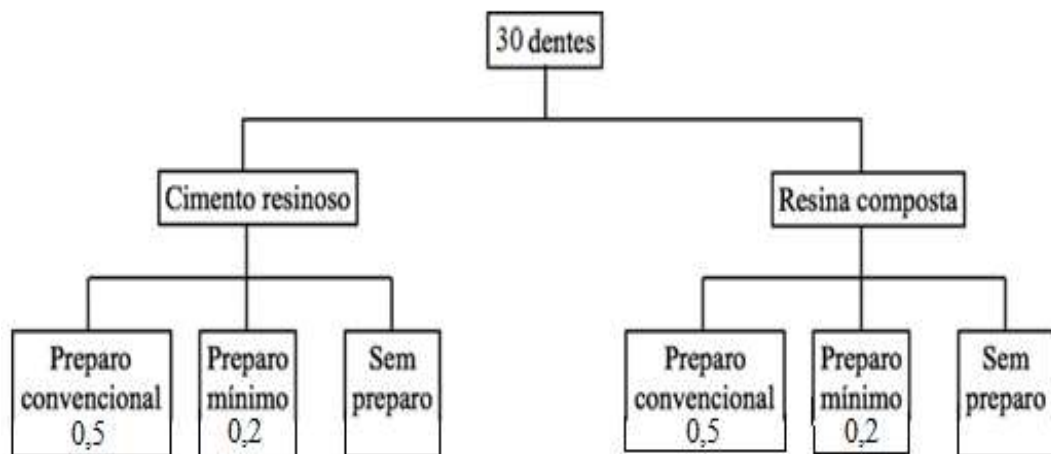 30 dentes
Cimento resinoso
Resina composta
Preparo
convencional
0,5
Preparo
mínimo
0,2
Sem
preparo
Preparo
convencional
0,5
Preparo
mínimo
0,2
Sem
preparo